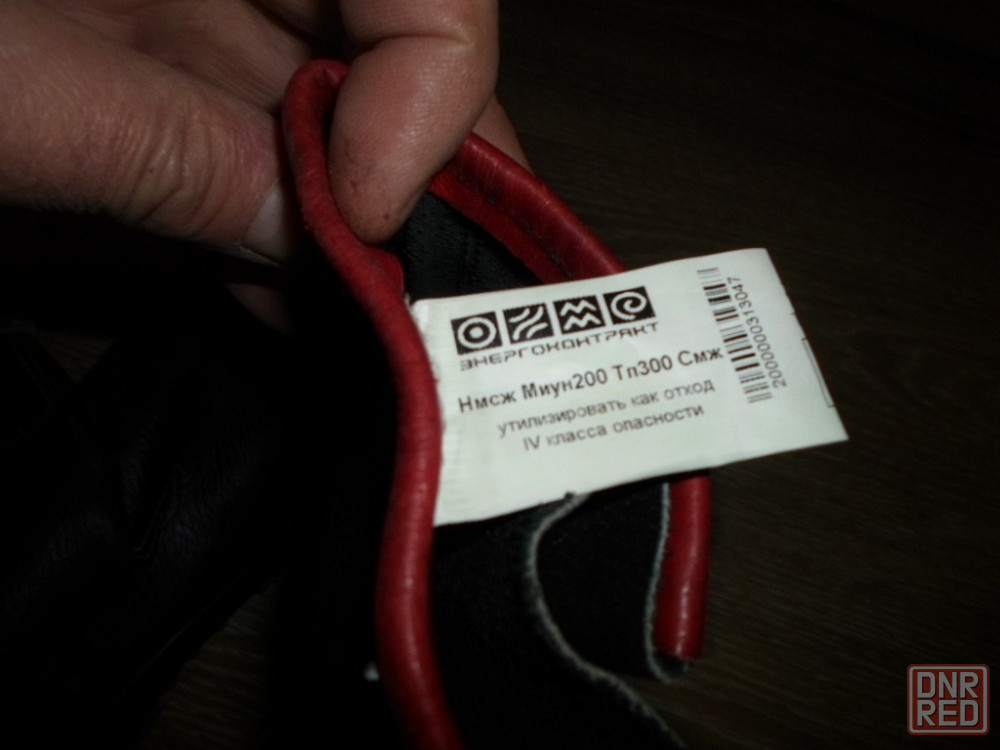 ЭНЕРГОКОНТРАКТ
Нмсж Миун200 Тп300 Смж
утилизировать как отход
IV класса опасности
2000000313047
DNR
RED